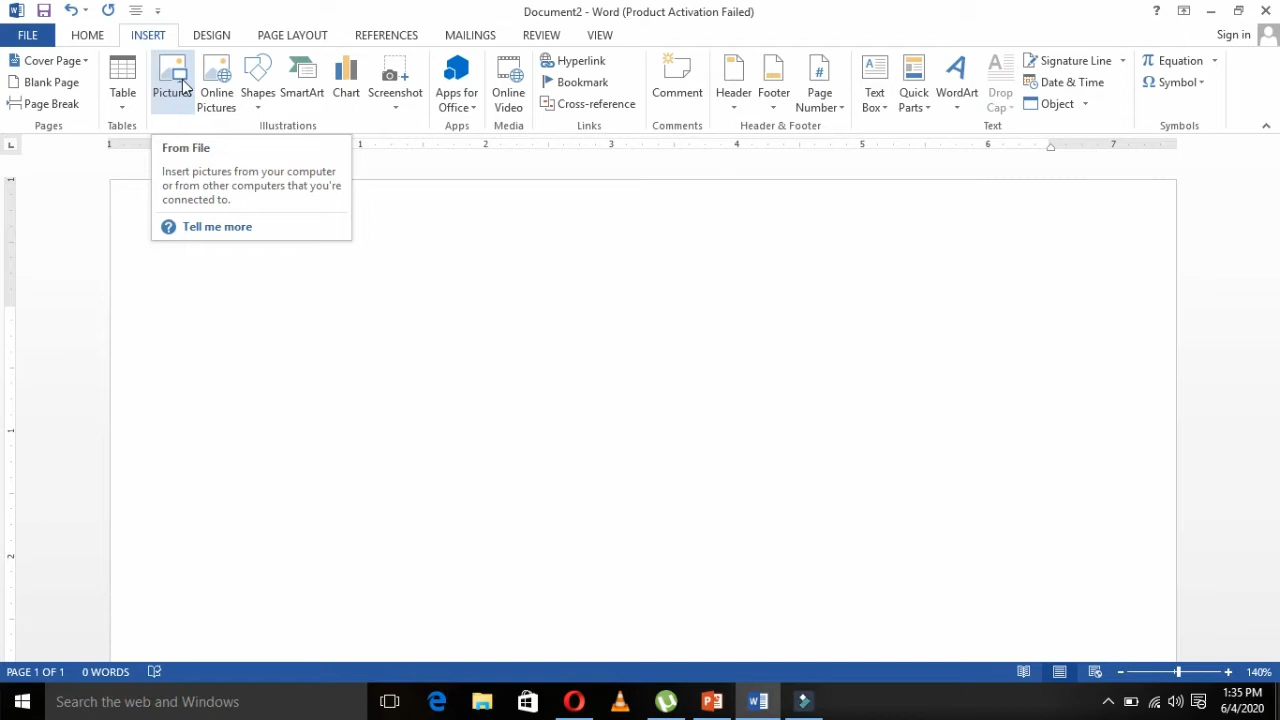 Document2 - Word (Product Activation Failed)
?
FILE HOME INSERT DESIGN PAGE LAYOUT REFERENCES MAILINGS REVIEW VIEW Sign in
Cover Page
Blank Page
Page Break
Pages
Table
Tables
Pictures
Online
Pictures
Shapes
SmartArt
Chart
Screenshot
Illustrations
Apps for
Office
Apps
Online
Video
Media
Hyperlink
Bookmark
Cross-reference
Links
Comment
Comments
Header
Footer
Page
Number
Header & Footer
Text
Box
Quick
Parts
WordArt
Drop
Cap
Signature Line
Date & Time
Object
Text
Equation
Symbol
Symbols
1 1 2 3 4 5 6 7
From File
Insert pictures from your computer
or from other computers that you're
connected to.
Tell me more
1
1
2
PAGE 1 OF 1 0 WORDS 140%
Search the web and Windows
1:35 PM
6/4/2020